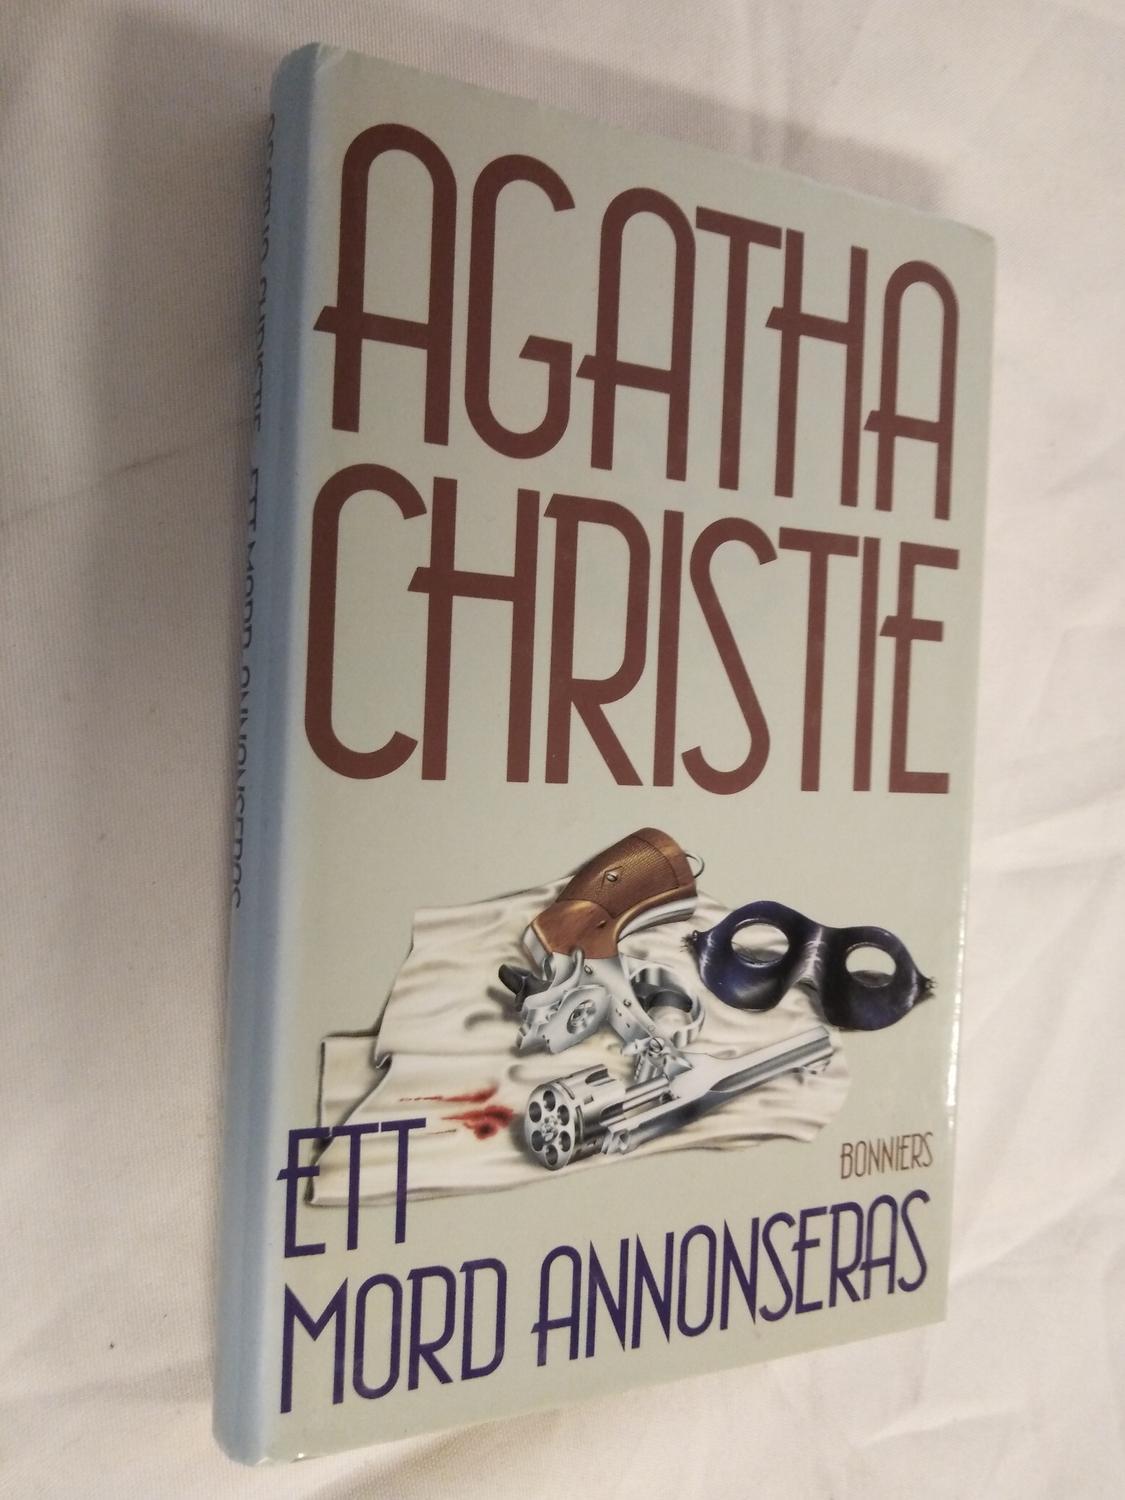 AGATHA
CHRISTIE
ETT
BONNIERS
MORD ANNONSERAS
AGATHA CHRISTIE ETT MORD ANNONSERAS